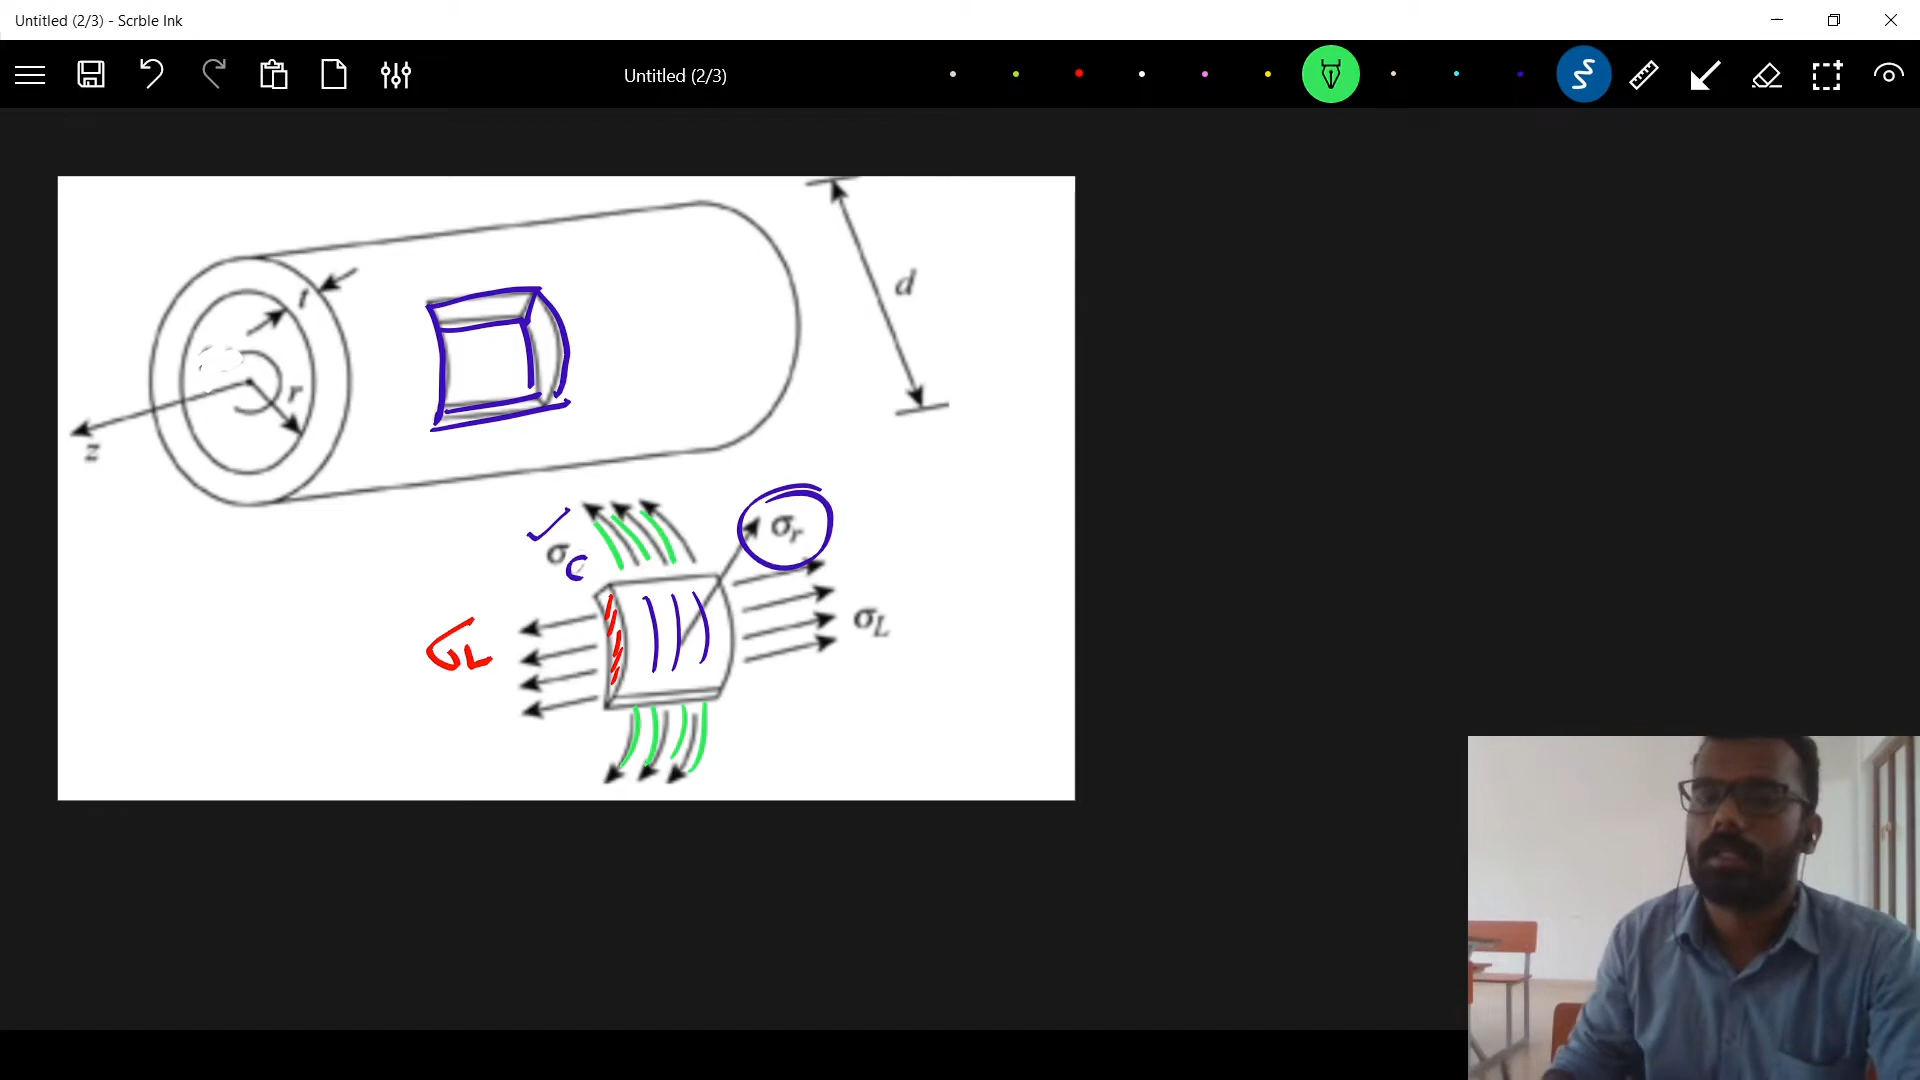 Untitled (2/3) - Scrble Ink
Untitled (2/3)
t
d
r
z
σr
σc
σL
σL